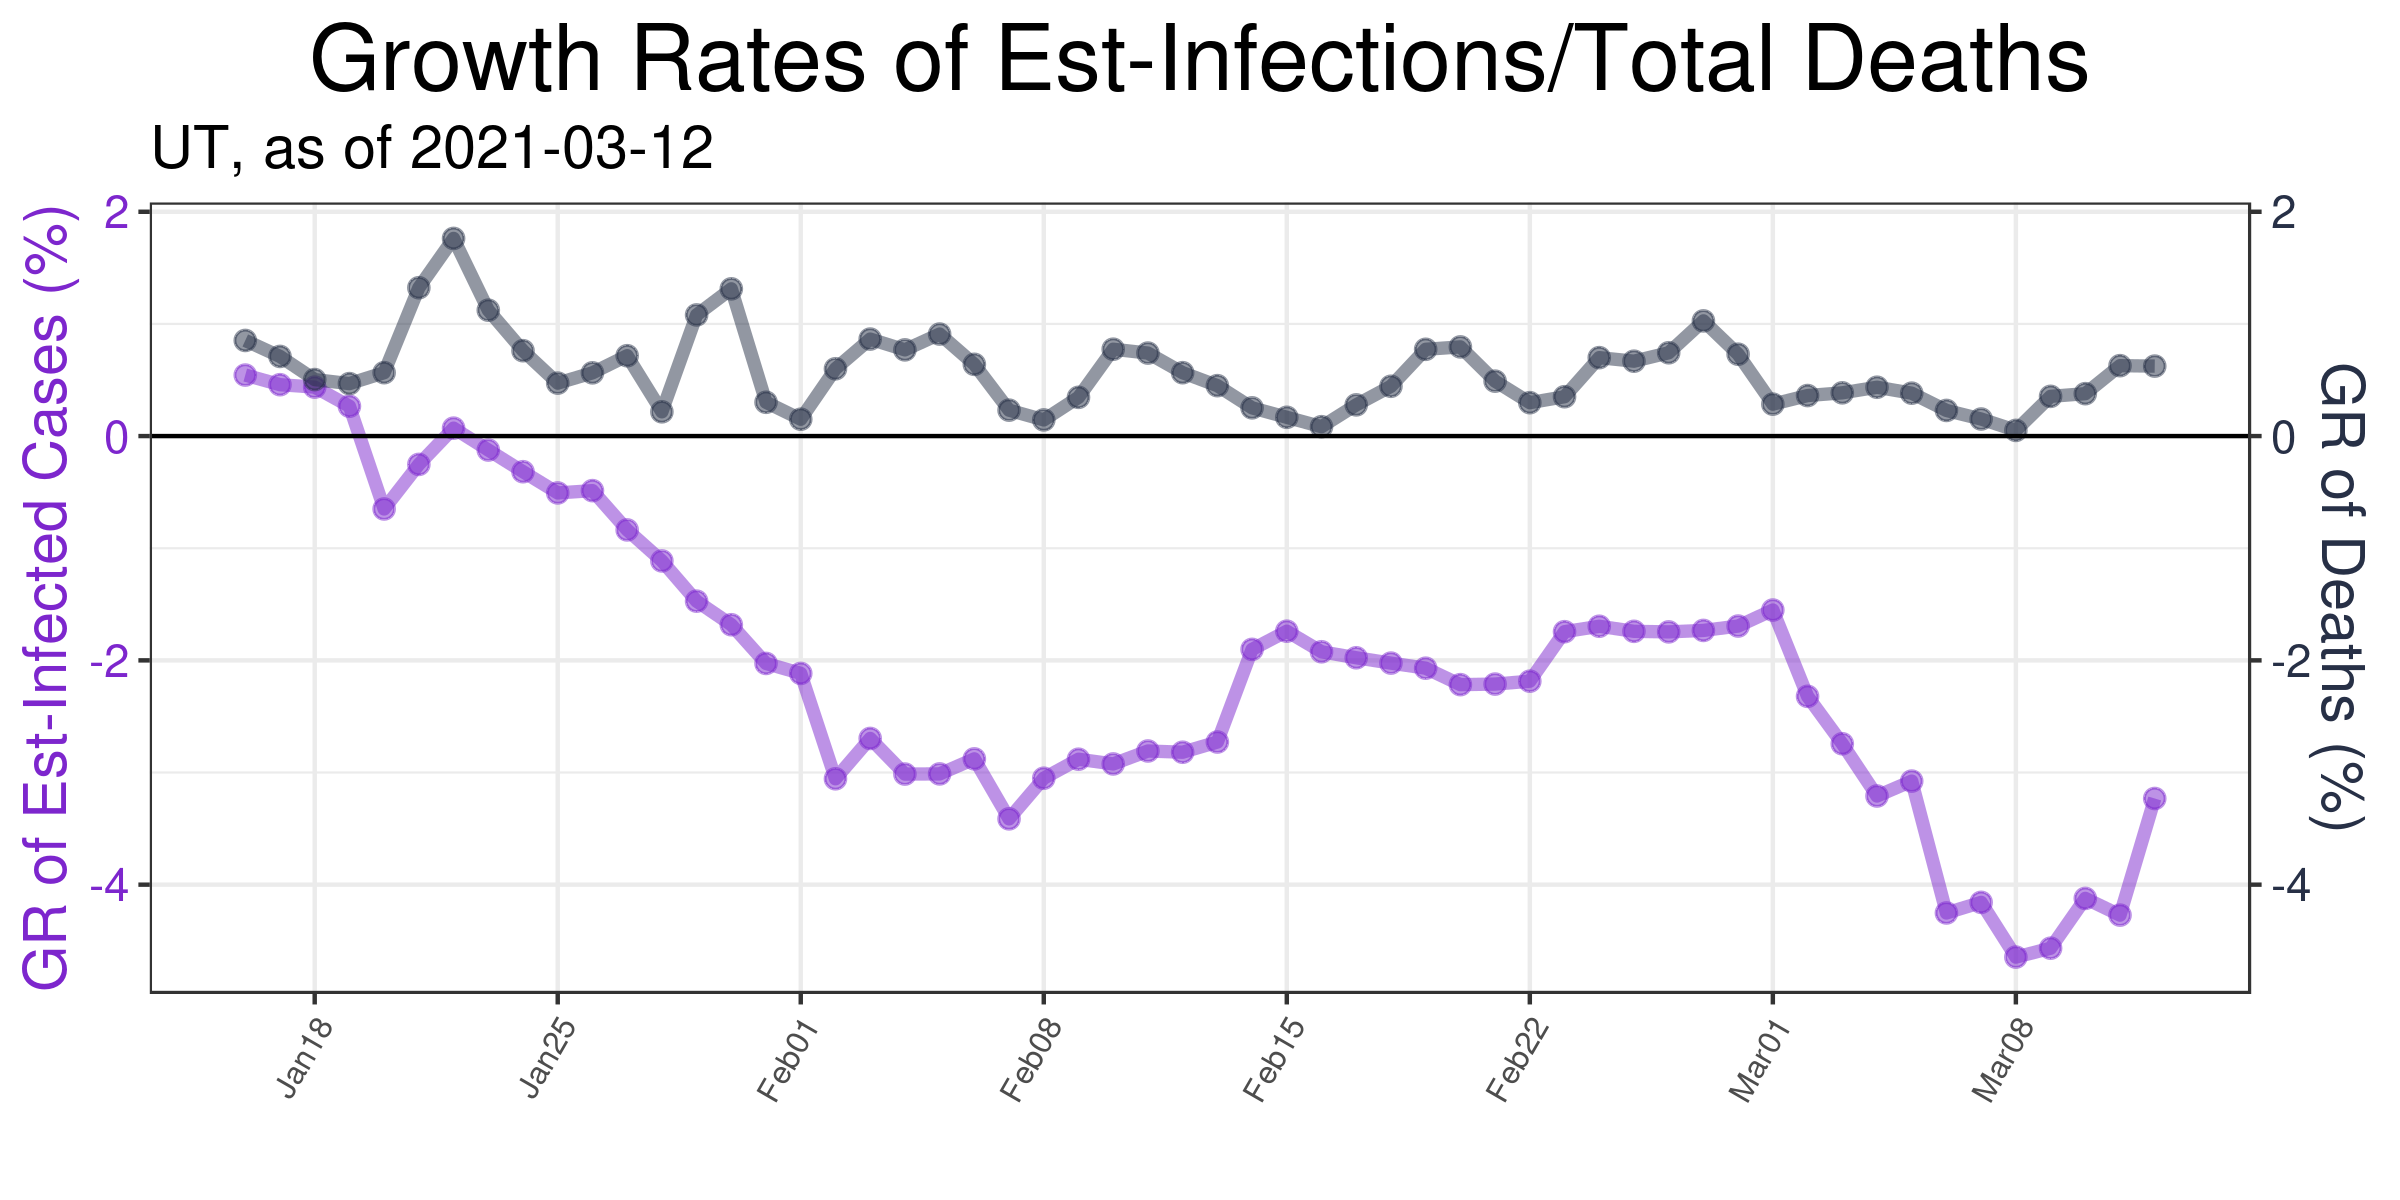 Growth Rates of Est-Infections/Total Deaths
UT, as of 2021-03-12
GR of Est-Infected Cases (%)
2
0
-2
-4
2
0
-2
-4
GR of Deaths (%)
Jan18
Jan25
Feb01
Feb08
Feb15
Feb22
Mar01
Mar08